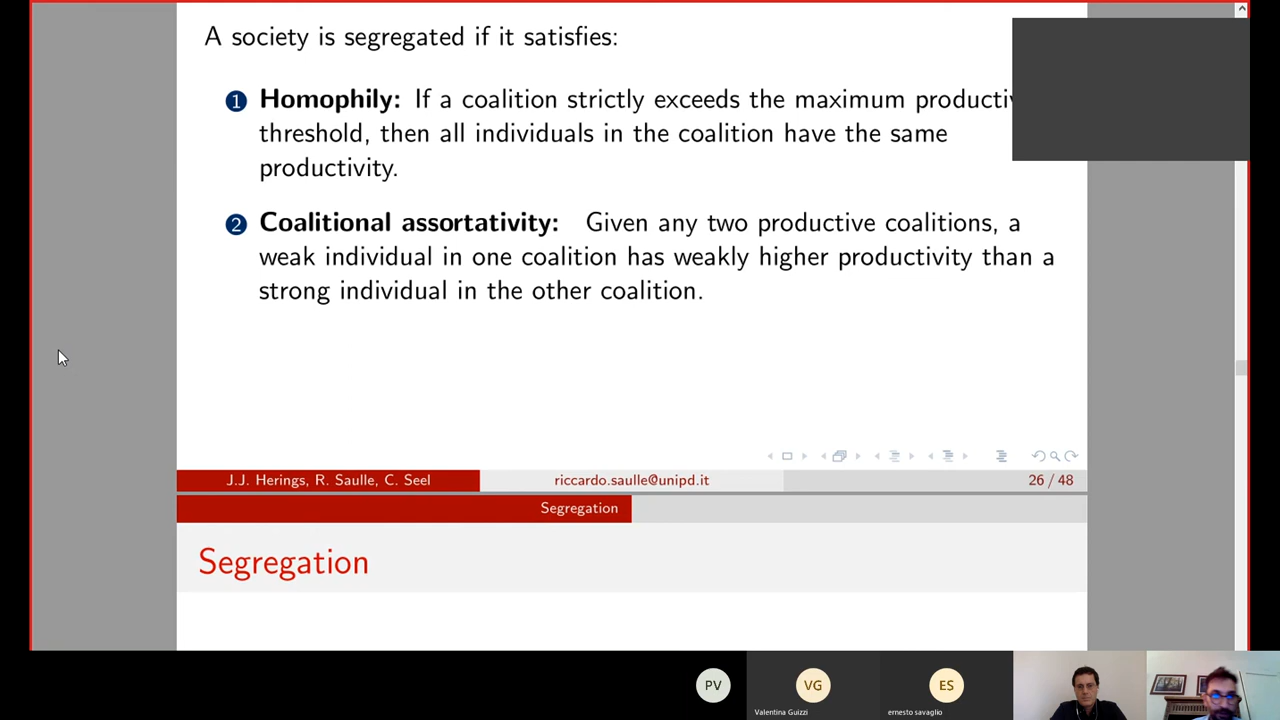 A society is segregated if it satisfies:
1 Homophily: If a coalition strictly exceeds the maximum
threshold, then all individuals in the coalition have the same
productivity.
2 Coalitional assortativity: Given any two productive coalitions, a
weak individual in one coalition has weakly higher productivity than a
strong individual in the other coalition.
J.J. Herings, R. Saulle, C. Seel
riccardo.saulle@unipd.it
26 / 48
Segregation
Segregation
PV
VG
ES
Valentina Guizzi
ernesto savaglio